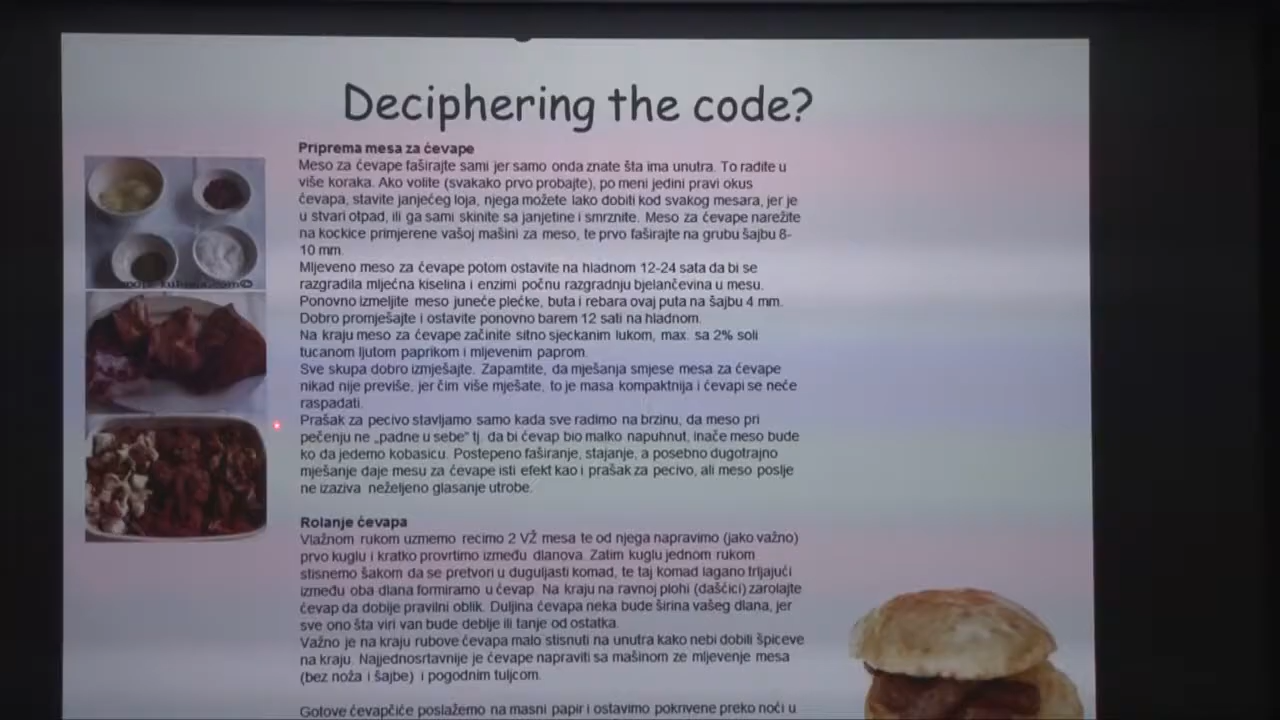 Deciphering the code?
Priprema mesa za ćevape
Meso za ćevape faširajte sami jer samo onda znate šta ima unutra. To radite u
više koraka. Ako volite (svakako prvo probajte), po meni jedini pravi okus
ćevapa, stavite janjećeg loja, njega možete lako dobiti kod svakog mesara, jer je
u stvari otpad, ili ga sami skinite sa janjetine i smrznite. Meso za ćevape narežite
na kockice primjerene vašoj mašini za meso, te prvo faširajte na grubu šajbu 8-
10 mm.
Mljeveno meso za ćevape potom ostavite na hladnom 12-24 sata da bi se
razgradila mljećna kiselina i enzimi počnu razgradnju bjelančevina u mesu.
Ponovno izmeljite meso juneće plećke, buta i rebara ovaj puta na šajbu 4 mm.
Dobro promješajte i ostavite ponovno barem 12 sati na hladnom.
Na kraju meso za ćevape začinite sitno sjeckanim lukom, max. sa 2% soli
tucanom ljutom paprikom i mljevenim paprom.
Sve skupa dobro izmješajte. Zapamtite, da mješanja smjese mesa za ćevape
nikad nije previše, jer čim više mješate, to je masa kompaktnija i ćevapi se neće
raspadati.
Prašak za pecivo stavljamo samo kada sve radimo na brzinu, da meso pri
pečenju ne „padne u sebe" tj. da bi ćevap bio malko napuhnut, inače meso bude
ko da jedemo kobasicu. Postepeno faširanje, stajanje, a posebno dugotrajno
mješanje daje mesu za ćevape isti efekt kao i prašak za pecivo, ali meso poslje
ne izaziva neželjeno glasanje utrobe.
Rolanje ćevapa
Vlažnom rukom uzmemo recimo 2 VŽ mesa te od njega napravimo (jako važno)
prvo kuglu i kratko provrtimo između dlanova. Zatim kuglu jednom rukom
stisnemo šakom da se pretvori u duguljasti komad, te taj komad lagano trljajući
između oba dlana formiramo u ćevap. Na kraju na ravnoj plohi (daščici) zarolajte
ćevap da dobije pravilni oblik. Duljina ćevapa neka bude širina vašeg dlana, jer
sve ono šta viri van bude deblje ili tanje od ostatka.
Važno je na kraju rubove ćevapa malo stisnuti na unutra kako nebi dobili špiceve
na kraju. Najjednosrtavnije je ćevape napraviti sa mašinom ze mljevenje mesa
(bez noža i šajbe) i pogodnim tuljcom.
Gotove ćevapčiće poslažemo na masni papir i ostavimo pokrivene preko noći u